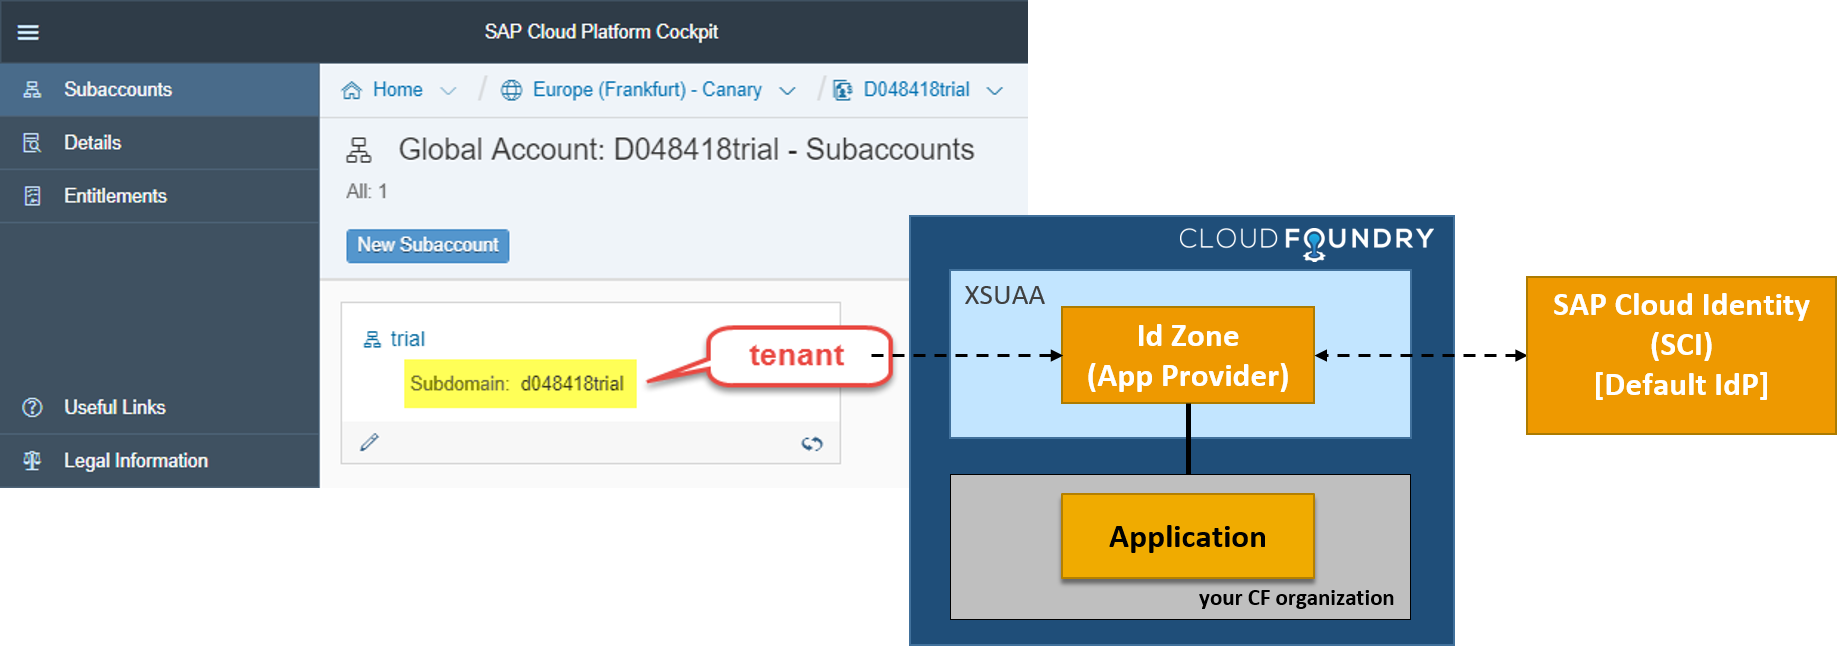 SAP Cloud Platform Cockpit
Subaccounts
Details
Entitlements
Useful Links
Legal Information
Home
Europe (Frankfurt) - Canary
D048418trial
Global Account: D048418trial - Subaccounts
All: 1
New Subaccount
trial
Subdomain: d048418trial
tenant
CLOUD FOUNDRY
XSUAA
Id Zone
(App Provider)
Application
your CF organization
SAP Cloud Identity
(SCI)
[Default IdP]